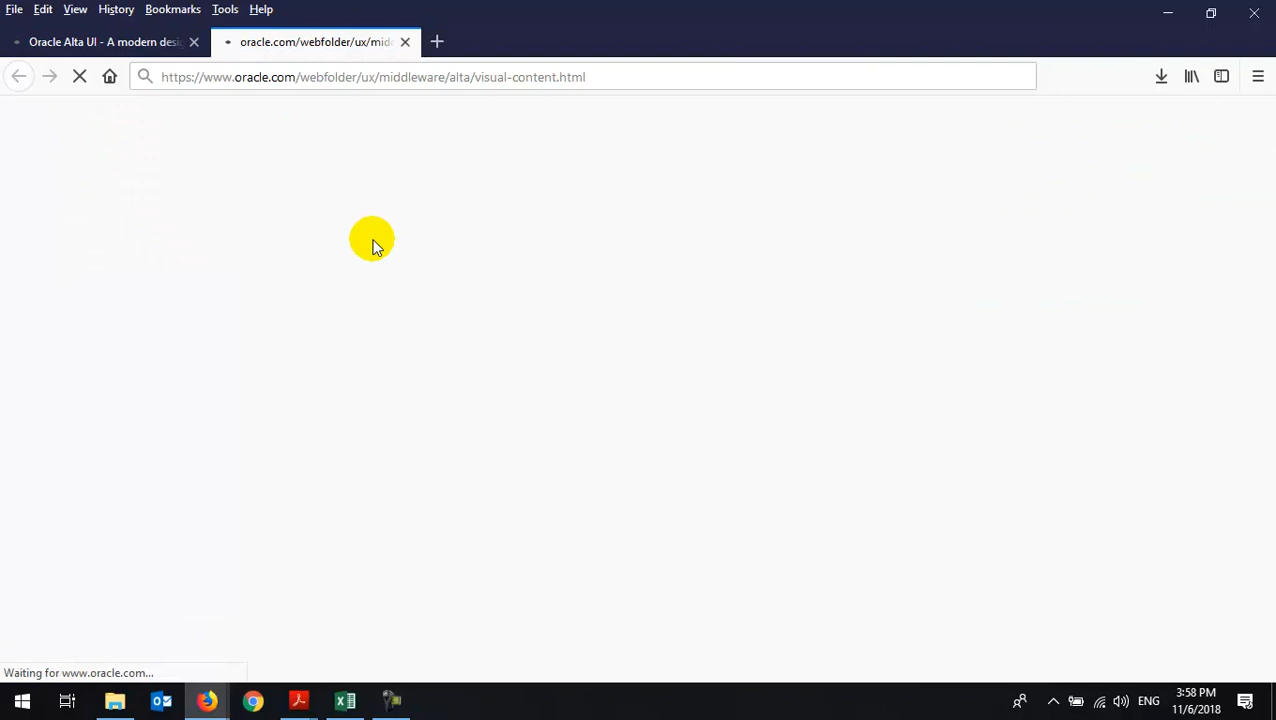 File Edit View History Bookmarks Tools Help
Oracle Alta UI - A modern desi
oracle.com/webfolder/ux/mid
https://www.oracle.com/webfolder/ux/middleware/alta/visual-content.html
Waiting for www.oracle.com...
ENG
3:58 PM
11/6/2018